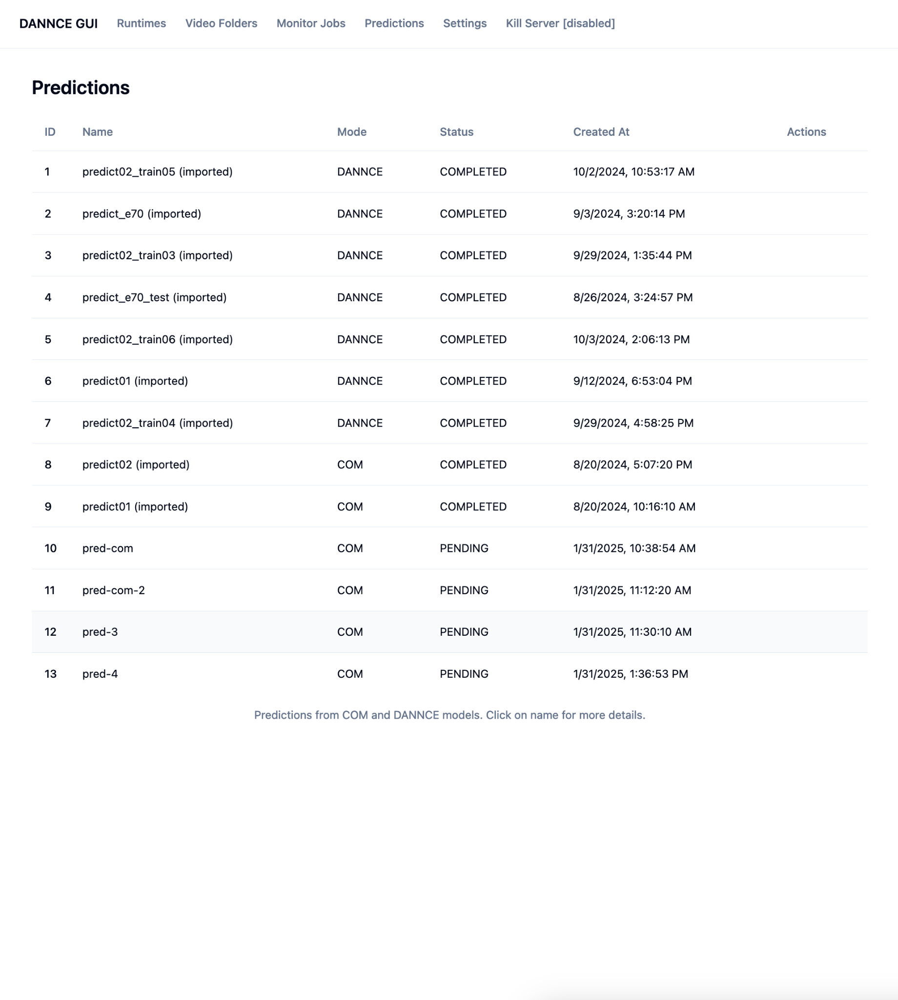 DANNCE GUI Runtimes Video Folders Monitor Jobs Predictions Settings Kill Server [disabled]
Predictions
ID Name Mode Status Created At Actions
1 predict02_train05 (imported) DANNCE COMPLETED 10/2/2024, 10:53:17 AM
2 predict_e70 (imported) DANNCE COMPLETED 9/3/2024, 3:20:14 PM
3 predict02_train03 (imported) DANNCE COMPLETED 9/29/2024, 1:35:44 PM
4 predict_e70_test (imported) DANNCE COMPLETED 8/26/2024, 3:24:57 PM
5 predict02_train06 (imported) DANNCE COMPLETED 10/3/2024, 2:06:13 PM
6 predict01 (imported) DANNCE COMPLETED 9/12/2024, 6:53:04 PM
7 predict02_train04 (imported) DANNCE COMPLETED 9/29/2024, 4:58:25 PM
8 predict02 (imported) COM COMPLETED 8/20/2024, 5:07:20 PM
9 predict01 (imported) COM COMPLETED 8/20/2024, 10:16:10 AM
10 pred-com COM PENDING 1/31/2025, 10:38:54 AM
11 pred-com-2 COM PENDING 1/31/2025, 11:12:20 AM
12 pred-3 COM PENDING 1/31/2025, 11:30:10 AM
13 pred-4 COM PENDING 1/31/2025, 1:36:53 PM
Predictions from COM and DANNCE models. Click on name for more details.